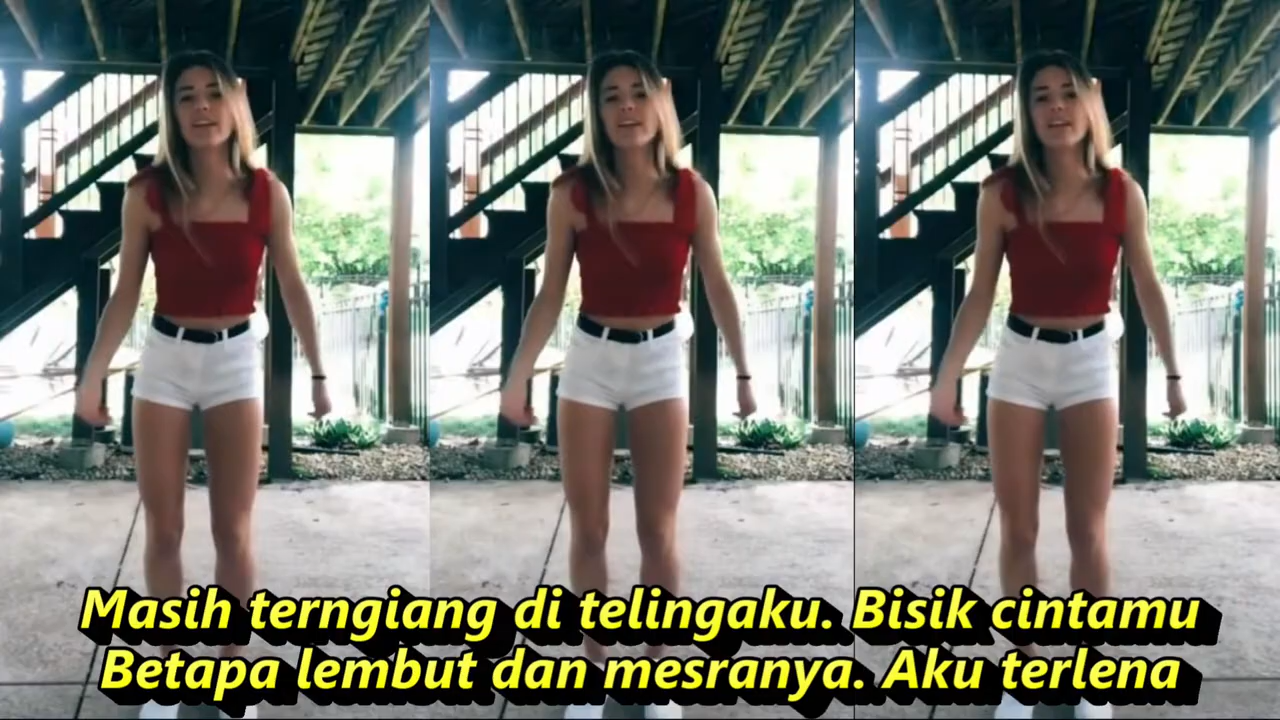 Masih terngiang di telingaku. Bisik cintamu
Betapa lembut dan mesranya. Aku terlena